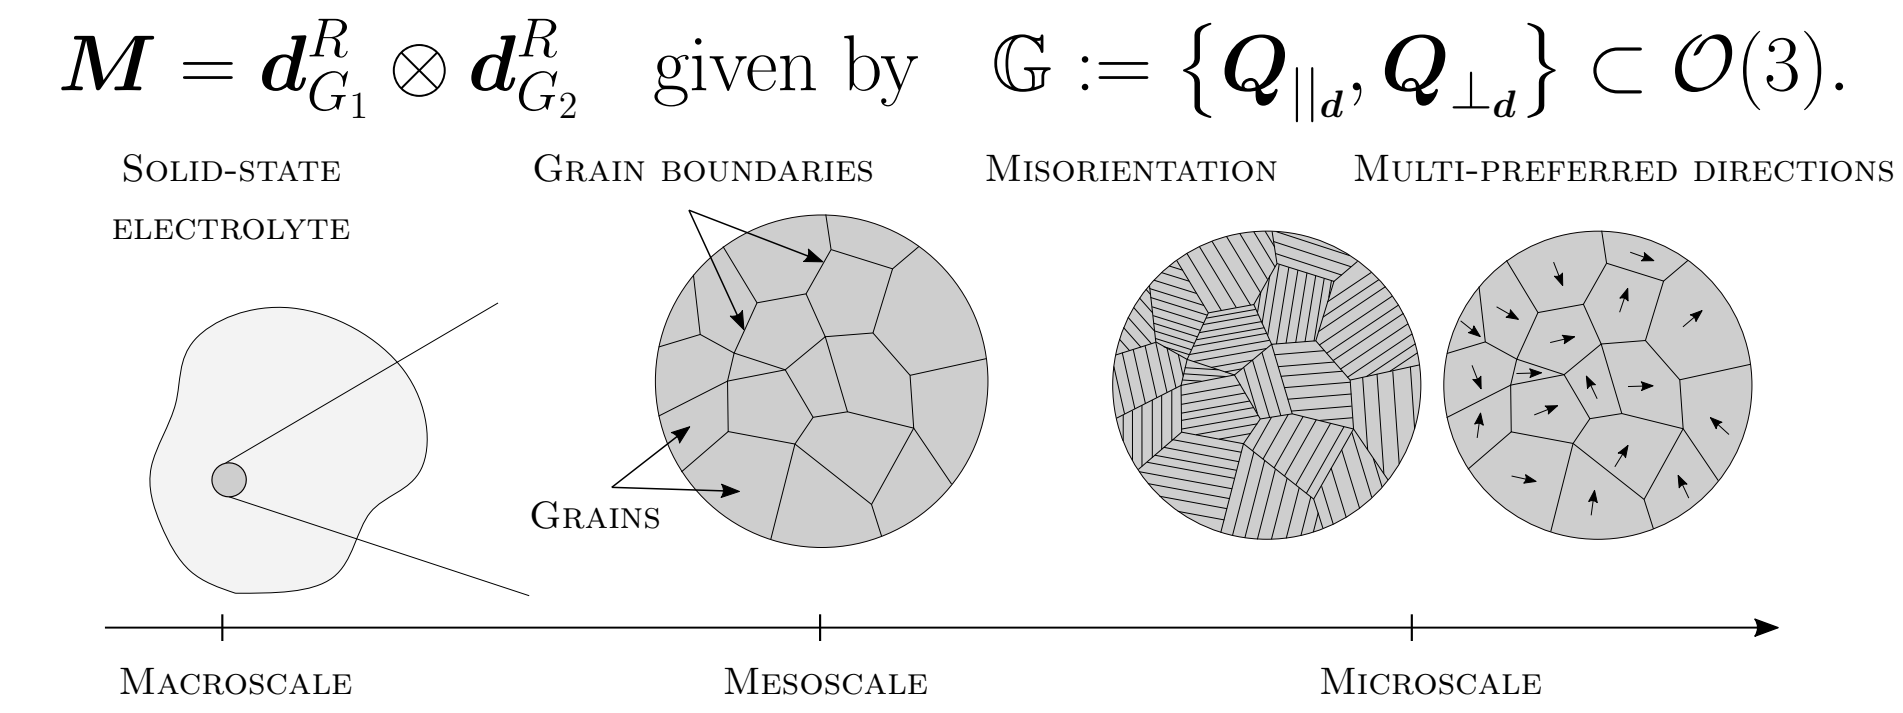 𝑴 = 𝒅^R_{G_1} ⊗ 𝒅^R_{G_2} given by 𝔾 := {𝑸_{||_𝒅}, 𝑸_{⊥_𝒅}} ⊂ 𝒪(3).
Solid-state
electrolyte
Grain boundaries
Misorientation
Multi-preferred directions
Grains
Macroscale
Mesoscale
Microscale